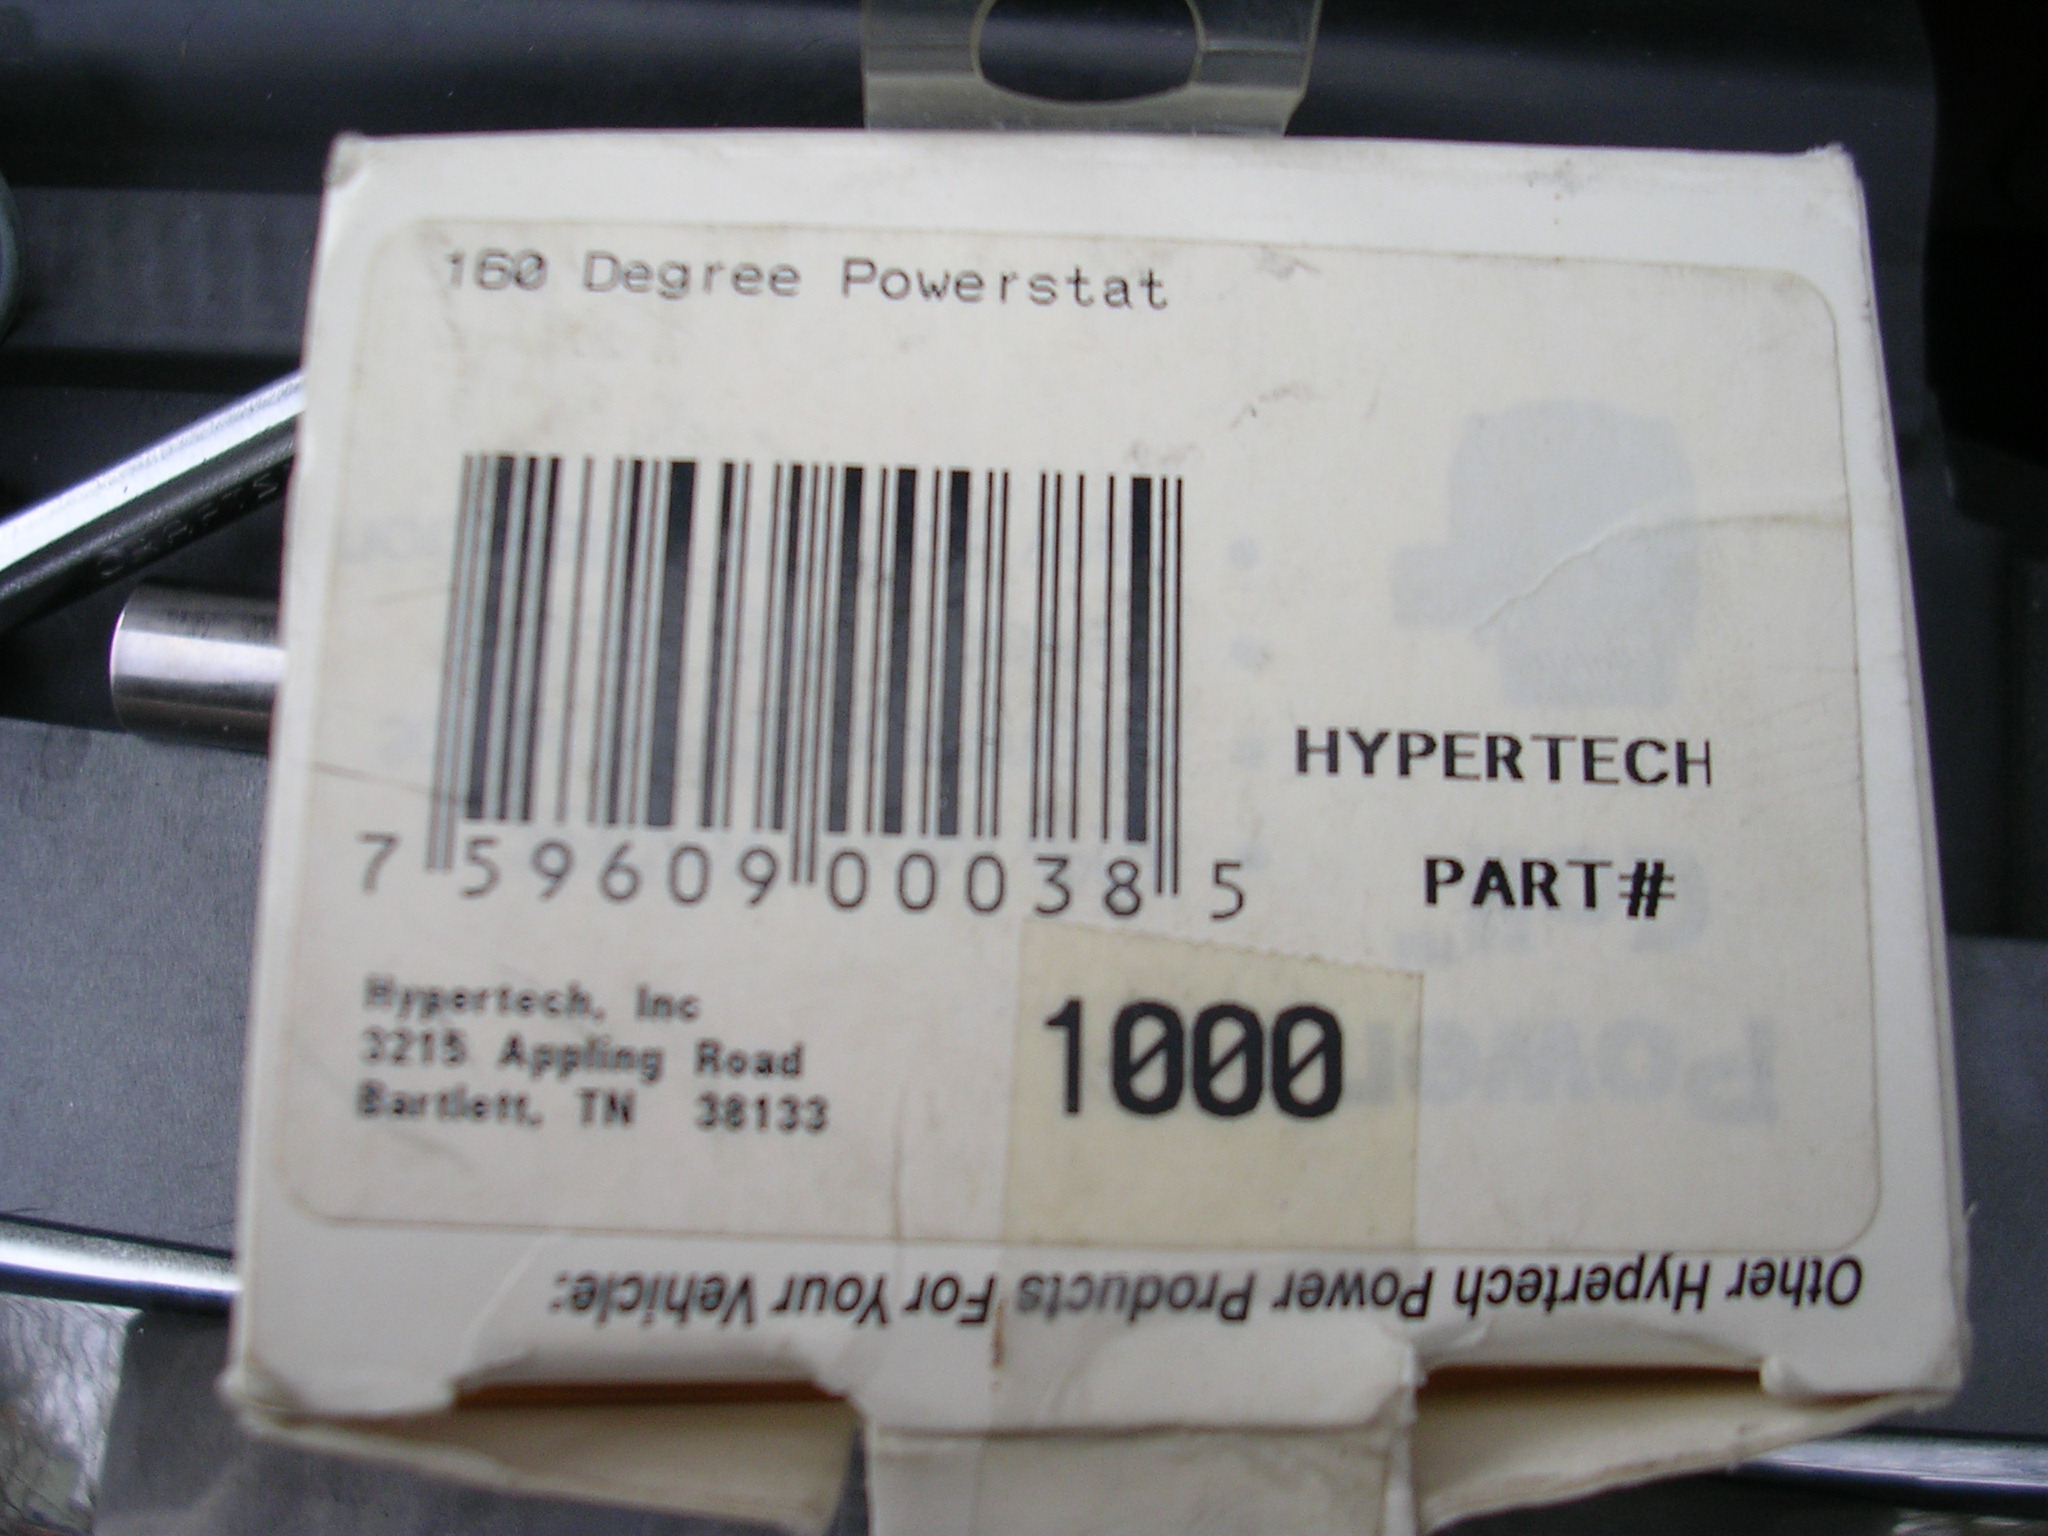 160 Degree Powerstat
7 59609 00038 5
HYPERTECH
PART#
1000
Hypertech, Inc
3215 Appling Road
Bartlett, TN 38133
Other Hypertech Power Products For Your Vehicle: